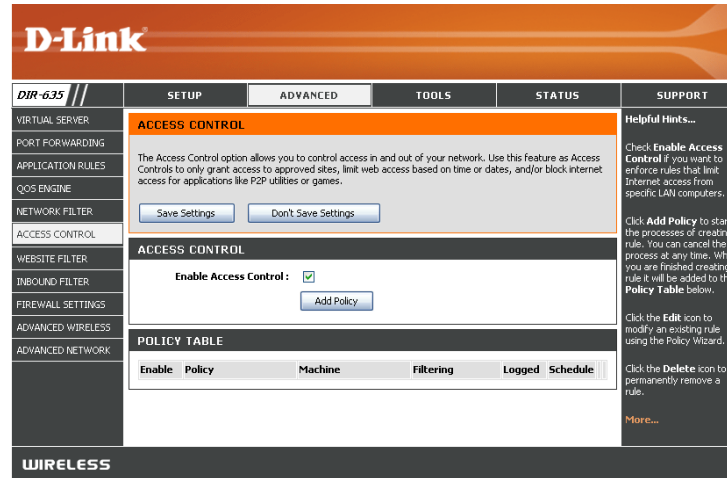 D-Link
DIR-635
SETUP
ADVANCED
TOOLS
STATUS
SUPPORT
VIRTUAL SERVER
PORT FORWARDING
APPLICATION RULES
QOS ENGINE
NETWORK FILTER
ACCESS CONTROL
WEBSITE FILTER
INBOUND FILTER
FIREWALL SETTINGS
ADVANCED WIRELESS
ADVANCED NETWORK
ACCESS CONTROL
The Access Control option allows you to control access in and out of your network. Use this feature as Access
Controls to only grant access to approved sites, limit web access based on time or dates, and/or block internet
access for applications like P2P utilities or games.
Save Settings
Don't Save Settings
ACCESS CONTROL
Enable Access Control :
Add Policy
POLICY TABLE
Enable Policy Machine Filtering Logged Schedule
Helpful Hints...
Check Enable Access
Control if you want to
enforce rules that limit
Internet access from
specific LAN computers.
Click Add Policy to star
the processes of creatin
rule. You can cancel the
process at any time. Wh
you are finished creating
rule it will be added to th
Policy Table below.
Click the Edit icon to
modify an existing rule
using the Policy Wizard.
Click the Delete icon to
permanently remove a
rule.
More...
WIRELESS